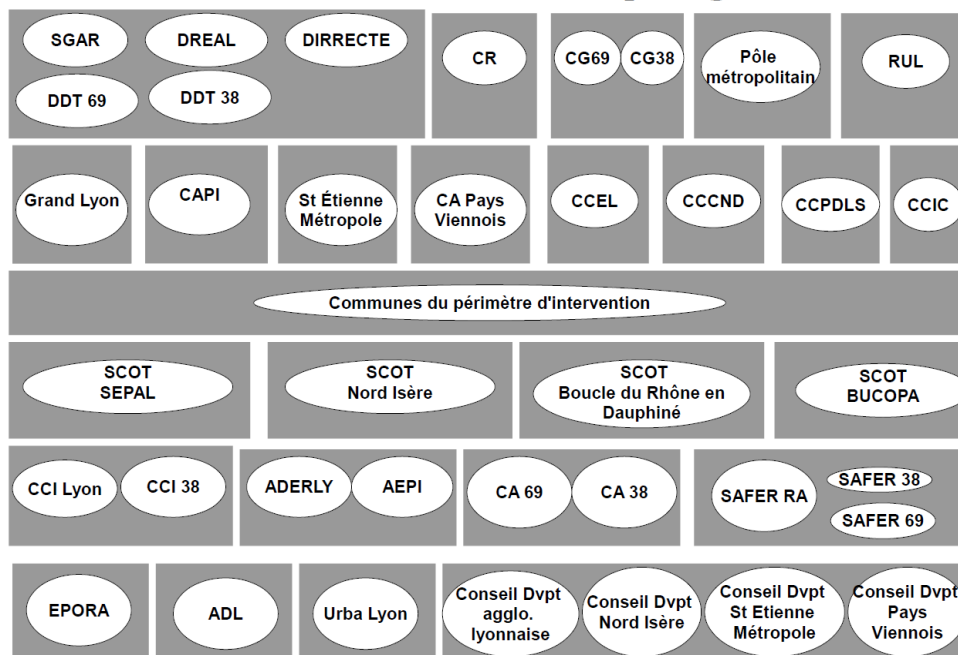 SGAR
DREAL
DIRRECTE
DDT 69
DDT 38
CR
CG69
CG38
Pôle
métropolitain
RUL
Grand Lyon
CAPI
St Étienne
Métropole
CA Pays
Viennois
CCEL
CCCND
CCPDLS
CCIC
Communes du périmètre d'intervention
SCOT
SEPAL
SCOT
Nord Isère
SCOT
Boucle du Rhône en
Dauphiné
SCOT
BUCOPA
CCI Lyon
CCI 38
ADERLY
AEPI
CA 69
CA 38
SAFER RA
SAFER 38
SAFER 69
EPORA
ADL
Urba Lyon
Conseil Dvpt
agglo.
lyonnaise
Conseil Dvpt
Nord Isère
Conseil Dvpt
St Etienne
Métropole
Conseil Dvpt
Pays
Viennois